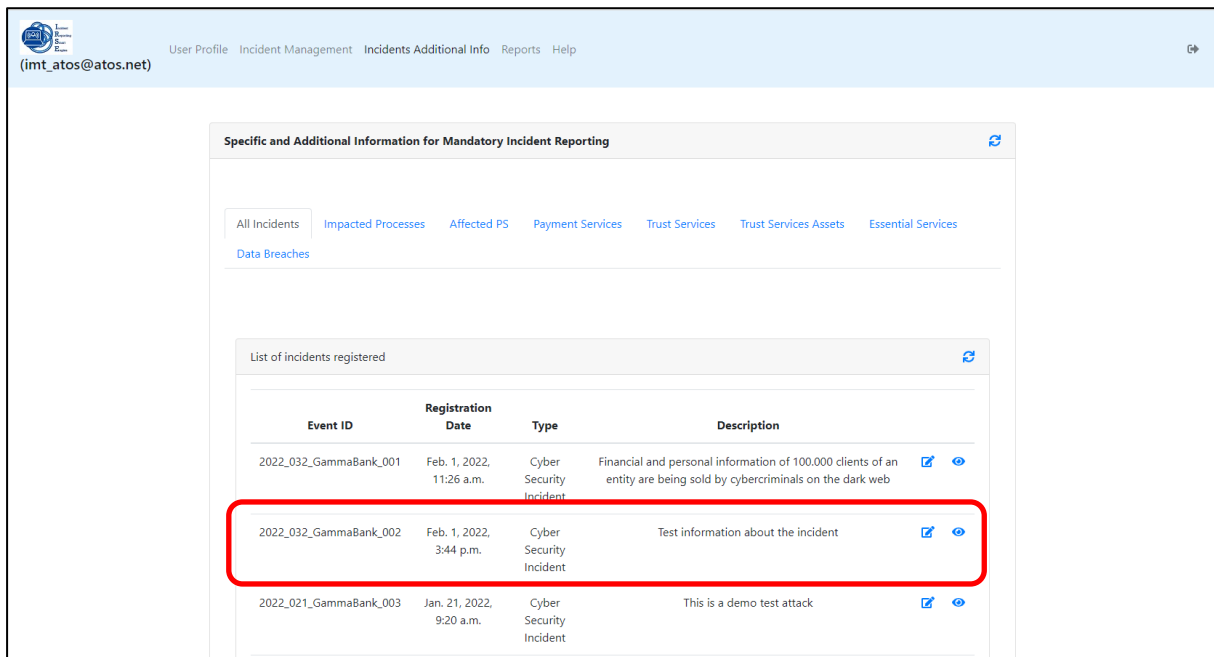 Incident
Reporting
Smart
Engine
(imt_atos@atos.net)
User Profile Incident Management Incidents Additional Info Reports Help
Specific and Additional Information for Mandatory Incident Reporting
All Incidents Impacted Processes Affected PS Payment Services Trust Services Trust Services Assets Essential Services
Data Breaches
List of incidents registered
Event ID Registration Date Type Description
2022_032_GammaBank_001 Feb. 1, 2022, Cyber Financial and personal information of 100.000 clients of an
11:26 a.m. Security entity are being sold by cybercriminals on the dark web
Incident
2022_032_GammaBank_002 Feb. 1, 2022, Cyber Test information about the incident
3:44 p.m. Security
Incident
2022_021_GammaBank_003 Jan. 21, 2022, Cyber This is a demo test attack
9:20 a.m. Security
Incident